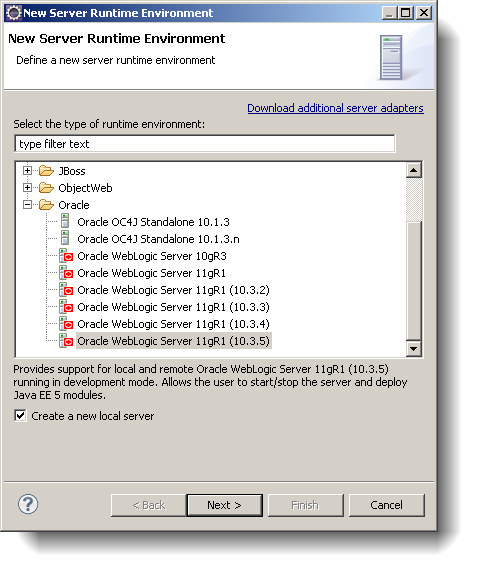 New Server Runtime Environment
New Server Runtime Environment
Define a new server runtime environment
Download additional server adapters
Select the type of runtime environment:
type filter text
JBoss
ObjectWeb
Oracle
Oracle OC4J Standalone 10.1.3
Oracle OC4J Standalone 10.1.3.n
Oracle WebLogic Server 10gR3
Oracle WebLogic Server 11gR1
Oracle WebLogic Server 11gR1 (10.3.2)
Oracle WebLogic Server 11gR1 (10.3.3)
Oracle WebLogic Server 11gR1 (10.3.4)
Oracle WebLogic Server 11gR1 (10.3.5)
Provides support for local and remote Oracle WebLogic Server 11gR1 (10.3.5)
running in development mode. Allows the user to start/stop the server and deploy
Java EE 5 modules.
Create a new local server
? < Back Next > Finish Cancel